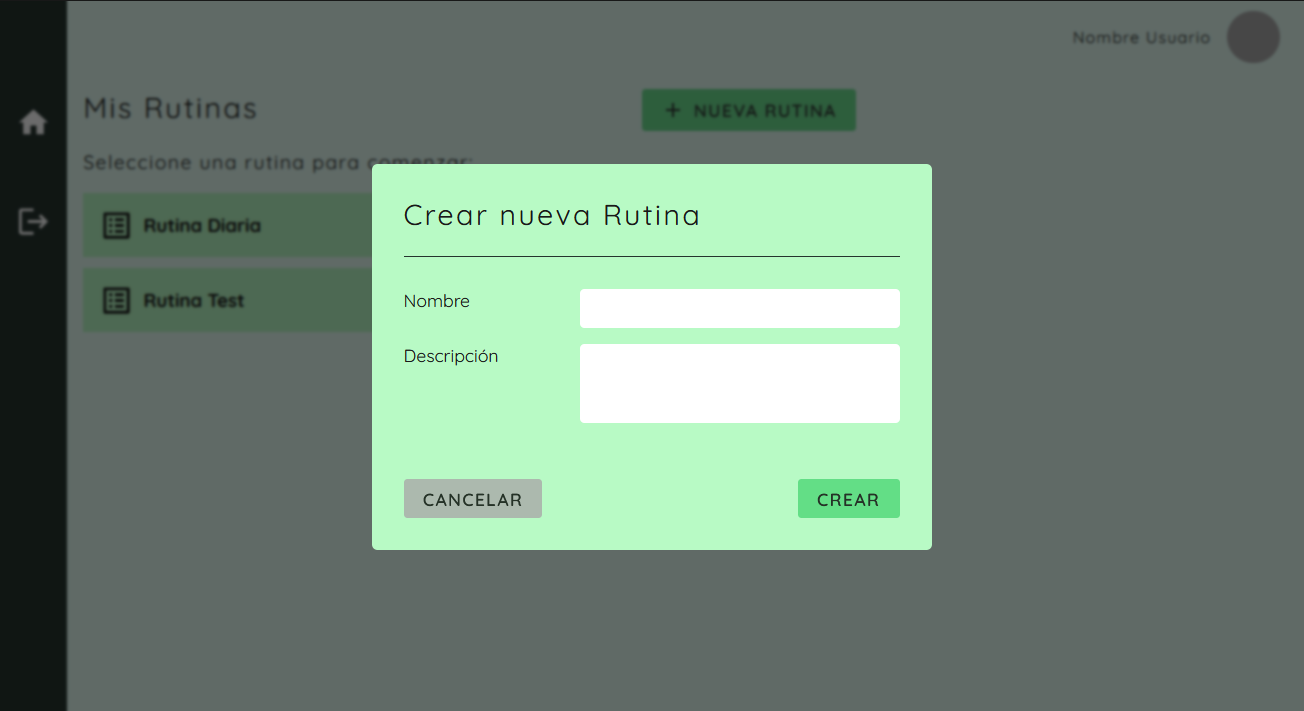 Nombre Usuario
Mis Rutinas
+ NUEVA RUTINA
Seleccione una rutina para comenzar:
Rutina Diaria
Rutina Test
Crear nueva Rutina
Nombre
Descripción
CANCELAR
CREAR